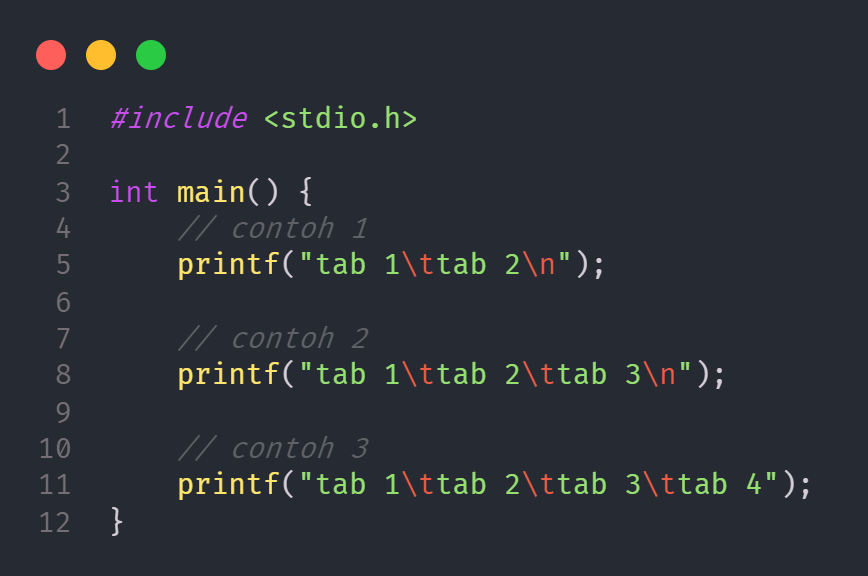 1 #include <stdio.h>
2
3 int main() {
4     // contoh 1
5     printf("tab 1\ttab 2\n");
6
7     // contoh 2
8     printf("tab 1\ttab 2\ttab 3\n");
9
10     // contoh 3
11     printf("tab 1\ttab 2\ttab 3\ttab 4");
12 }